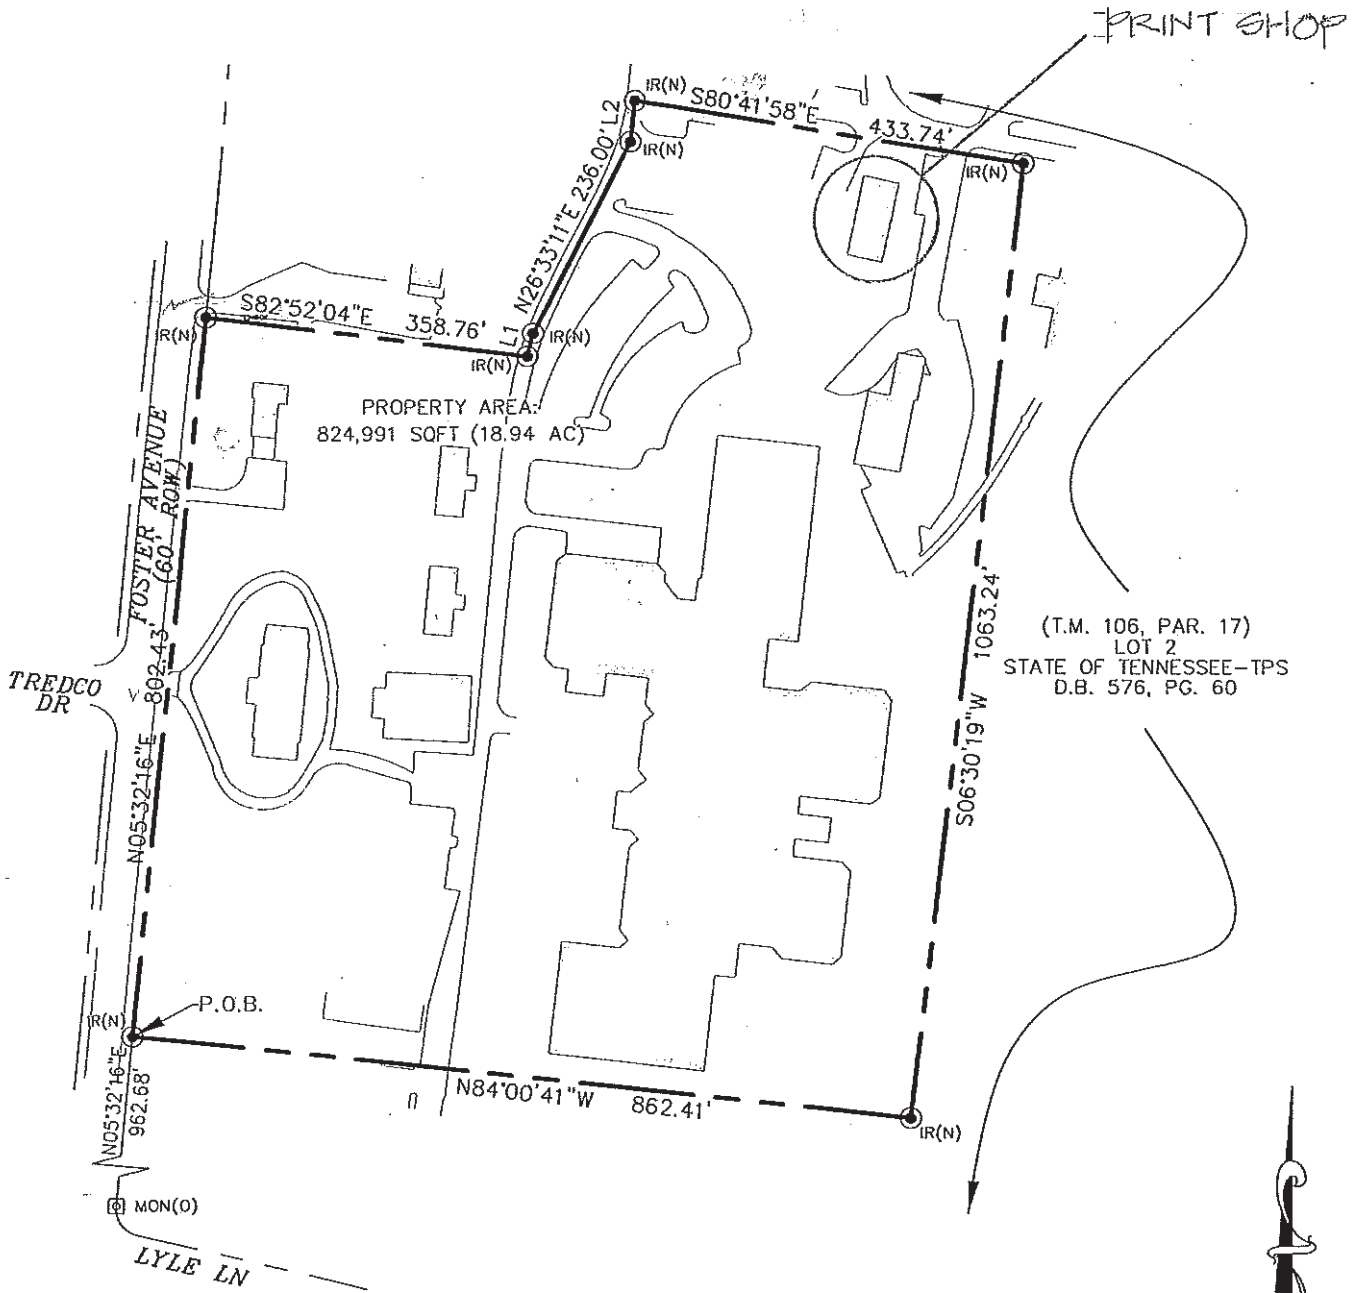 PRINT SHOP
IR(N)
S80°41'58"E
433.74'
L2
IR(N)
IR(N)
N26°33'11"E 236.00'
S82°52'04"E
358.76'
L1
IR(N)
IR(N)
R(N)
PROPERTY AREA:
824,991 SQFT (18.94 AC)
FOSTER AVENUE
(60' ROW)
1063.24'
S06°30'19"W
(T.M. 106, PAR. 17)
LOT 2
STATE OF TENNESSEE-TPS
D.B. 576, PG. 60
TREDCO
DR
802.43'
N05°32'16"E
P.O.B.
IR(N)
N05°32'16"E
962.68'
N84°00'41"W
862.41'
IR(N)
MON(O)
LYLE LN